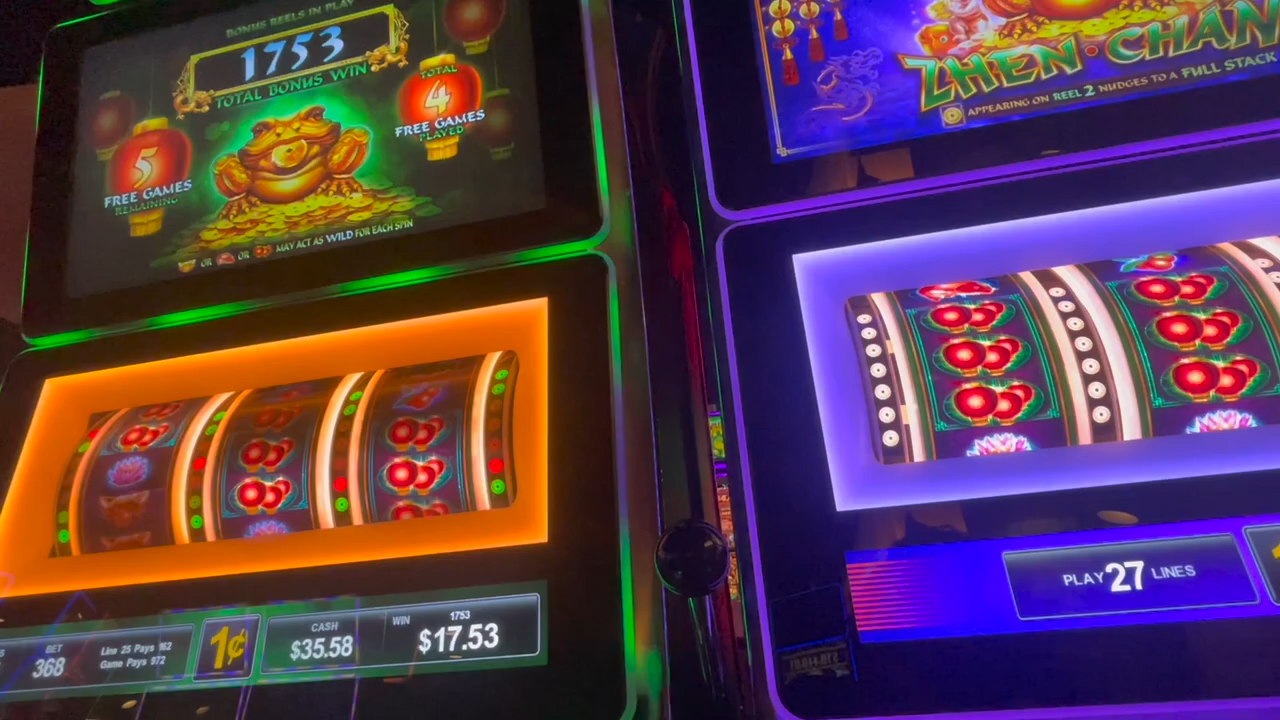 BONUS REELS IN PLAY
1753
TOTAL BONUS WIN
5
FREE GAMES
REMAINING
TOTAL
4
FREE GAMES
PLAYED
OR OR MAY ACT AS WILD FOR EACH SPIN
BET
368
Line 25 Pays 162
Game Pays 972
1¢
CASH
$35.58
WIN
1753
$17.53
ZHEN · CHAN
APPEARING ON REEL 2 NUDGES TO A FULL STACK
PLAY 27 LINES